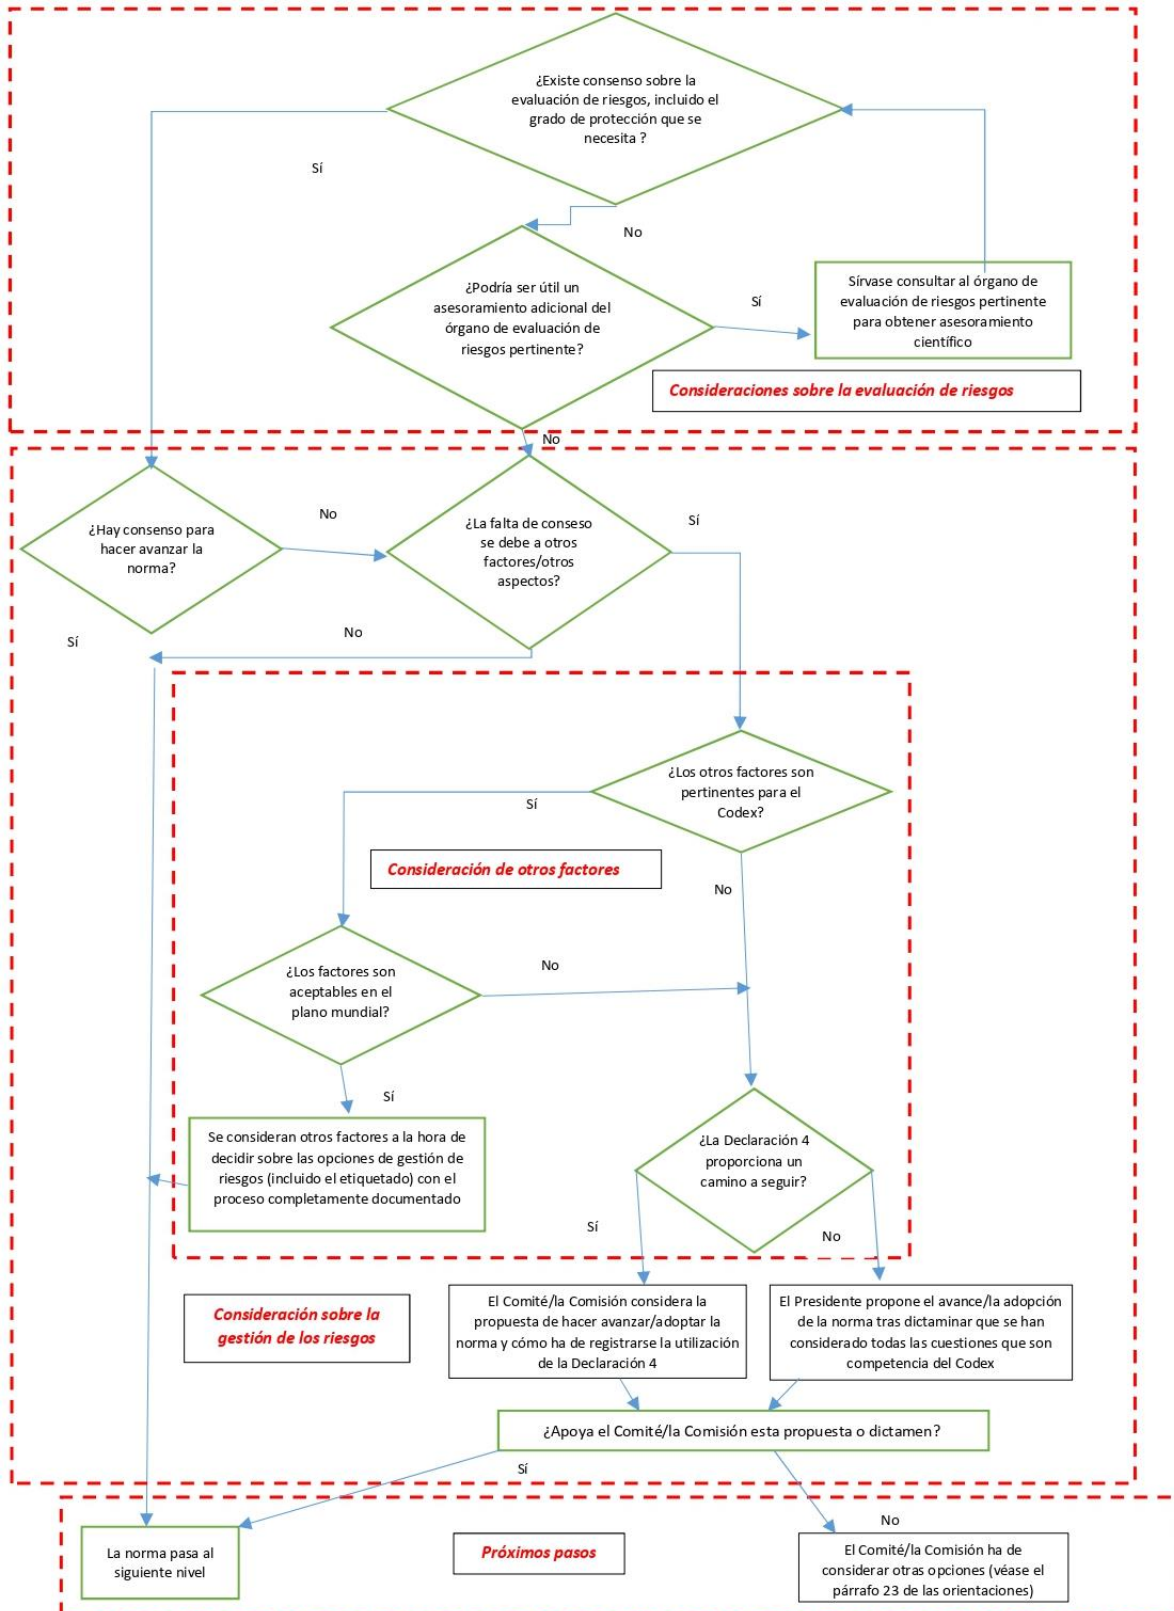 ¿Existe consenso sobre la
evaluación de riesgos, incluido el
grado de protección que se
necesita ?
Sí
No
¿Podría ser útil un
asesoramiento adicional del
órgano de evaluación de
riesgos pertinente?
Sí
Sírvase consultar al órgano de
evaluación de riesgos pertinente
para obtener asesoramiento
científico
Consideraciones sobre la evaluación de riesgos
No
¿Hay consenso para
hacer avanzar la
norma?
No
¿La falta de conseso
se debe a otros
factores/otros
aspectos?
Sí
Sí
No
¿Los otros factores son
pertinentes para el
Codex?
Sí
Consideración de otros factores
No
¿Los factores son
aceptables en el
plano mundial?
No
Sí
Se consideran otros factores a la hora de
decidir sobre las opciones de gestión de
riesgos (incluido el etiquetado) con el
proceso completamente documentado
¿La Declaración 4
proporciona un
camino a seguir?
Sí
No
Consideración sobre la
gestión de los riesgos
El Comité/la Comisión considera la
propuesta de hacer avanzar/adoptar la
norma y cómo ha de registrarse la utilización
de la Declaración 4
El Presidente propone el avance/la adopción
de la norma tras dictaminar que se han
considerado todas las cuestiones que son
competencia del Codex
¿Apoya el Comité/la Comisión esta propuesta o dictamen?
Sí
No
La norma pasa al
siguiente nivel
Próximos pasos
El Comité/la Comisión ha de
considerar otras opciones (véase el
párrafo 23 de las orientaciones)